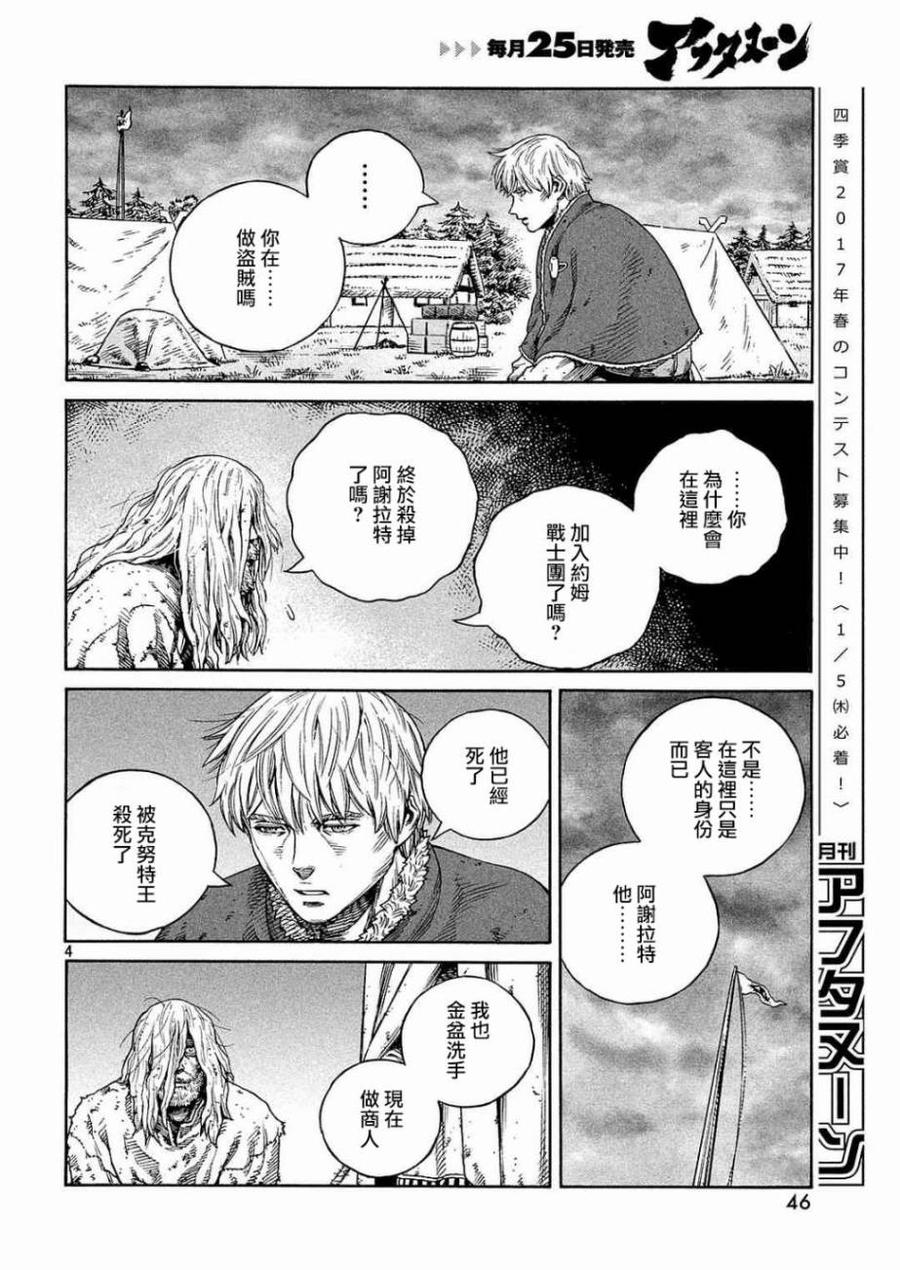 ▷▷▷毎月25日発売 アフタヌーン
四季賞2017年春のコンテスト募集中！〈1／5㈭必着！〉
月刊
アフタヌーン
⋯⋯
你在⋯⋯
做盜賊嗎
⋯⋯你
為什麼會
在這裡
加入約姆
戰士團了嗎？
終於殺掉
阿謝拉特
了嗎？
不是⋯⋯
在這裡只是
客人的身份
而已
阿謝拉特
他⋯⋯⋯
他已經
死了
被克努特王
殺死了
我也
金盆洗手
現在
做商人
4
46